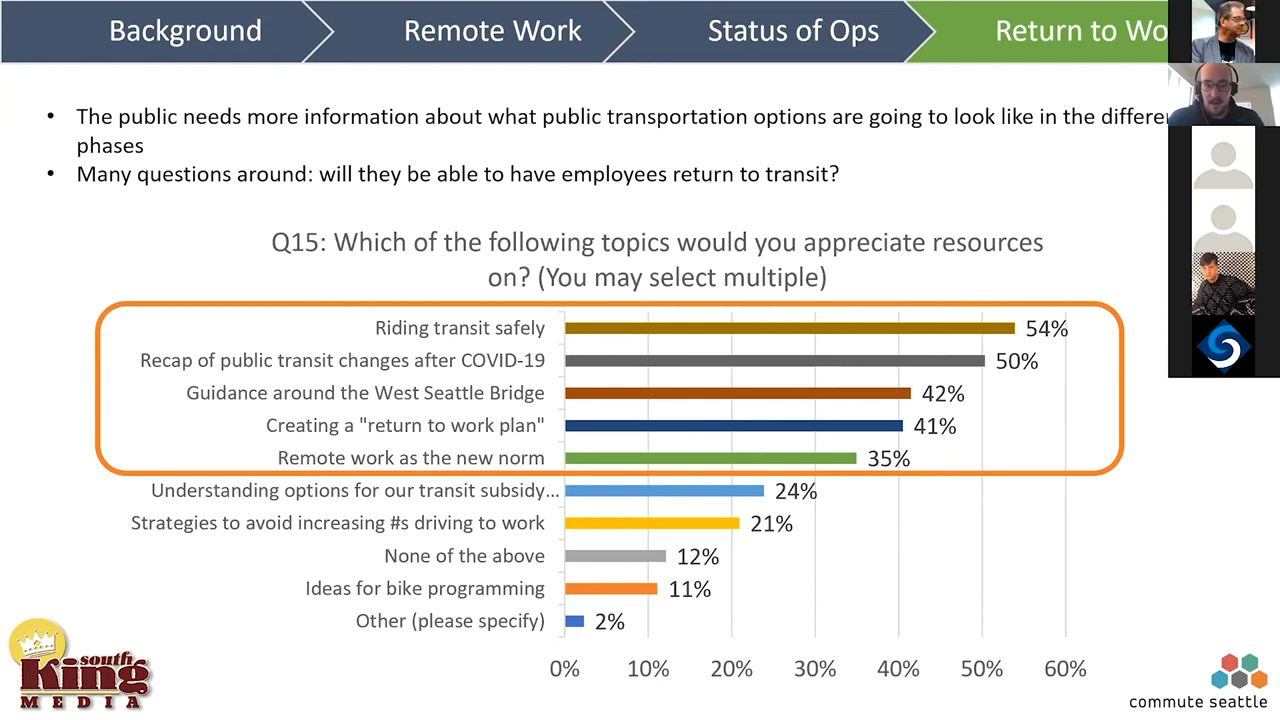 Background
Remote Work
Status of Ops
Return to Wo
• The public needs more information about what public transportation options are going to look like in the differen
phases
• Many questions around: will they be able to have employees return to transit?
Q15: Which of the following topics would you appreciate resources
on? (You may select multiple)
Riding transit safely 54%
Recap of public transit changes after COVID-19 50%
Guidance around the West Seattle Bridge 42%
Creating a "return to work plan" 41%
Remote work as the new norm 35%
Understanding options for our transit subsidy... 24%
Strategies to avoid increasing #s driving to work 21%
None of the above 12%
Ideas for bike programming 11%
Other (please specify) 2%
0% 10% 20% 30% 40% 50% 60%
south
King
MEDIA
commute seattle